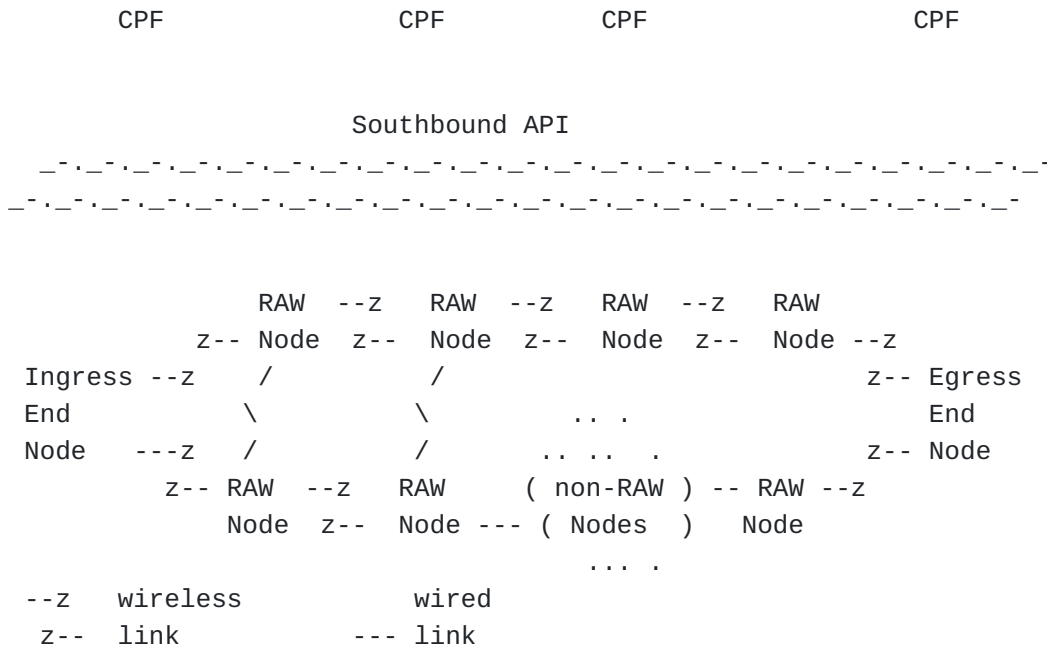 CPF CPF CPF CPF
Southbound API
_-._-._-._-._-._-._-._-._-._-._-._-._-._-._-._-._-._-._-._-._-._-._-
_-._-._-._-._-._-._-._-._-._-._-._-._-._-._-._-._-._-._-._-._-._-
RAW --z RAW --z RAW --z RAW
z-- Node z-- Node z-- Node z-- Node --z
Ingress --z / / z-- Egress
End \ \ .. . End
Node ---z / / .. .. . z-- Node
z-- RAW --z RAW ( non-RAW ) -- RAW --z
Node z-- Node --- ( Nodes ) Node
... .
--z wireless wired
z-- link --- link